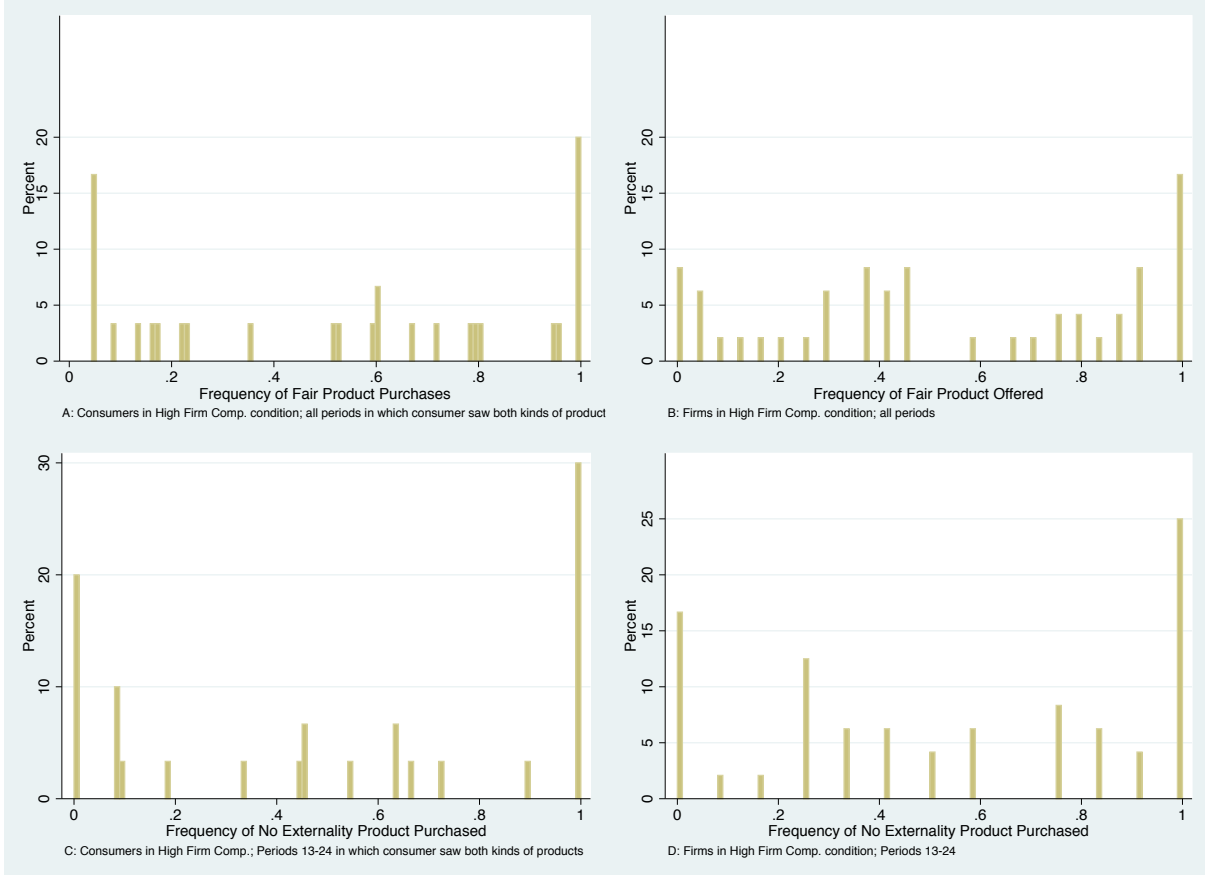 Percent
20
15
10
5
0
0 .2 .4 .6 .8 1
Frequency of Fair Product Purchases
A: Consumers in High Firm Comp. condition; all periods in which consumer saw both kinds of product
Percent
20
15
10
5
0
0 .2 .4 .6 .8 1
Frequency of Fair Product Offered
B: Firms in High Firm Comp. condition; all periods
Percent
30
20
10
0
0 .2 .4 .6 .8 1
Frequency of No Externality Product Purchased
C: Consumers in High Firm Comp.; Periods 13-24 in which consumer saw both kinds of products
Percent
25
20
15
10
5
0
0 .2 .4 .6 .8 1
Frequency of No Externality Product Purchased
D: Firms in High Firm Comp. condition; Periods 13-24